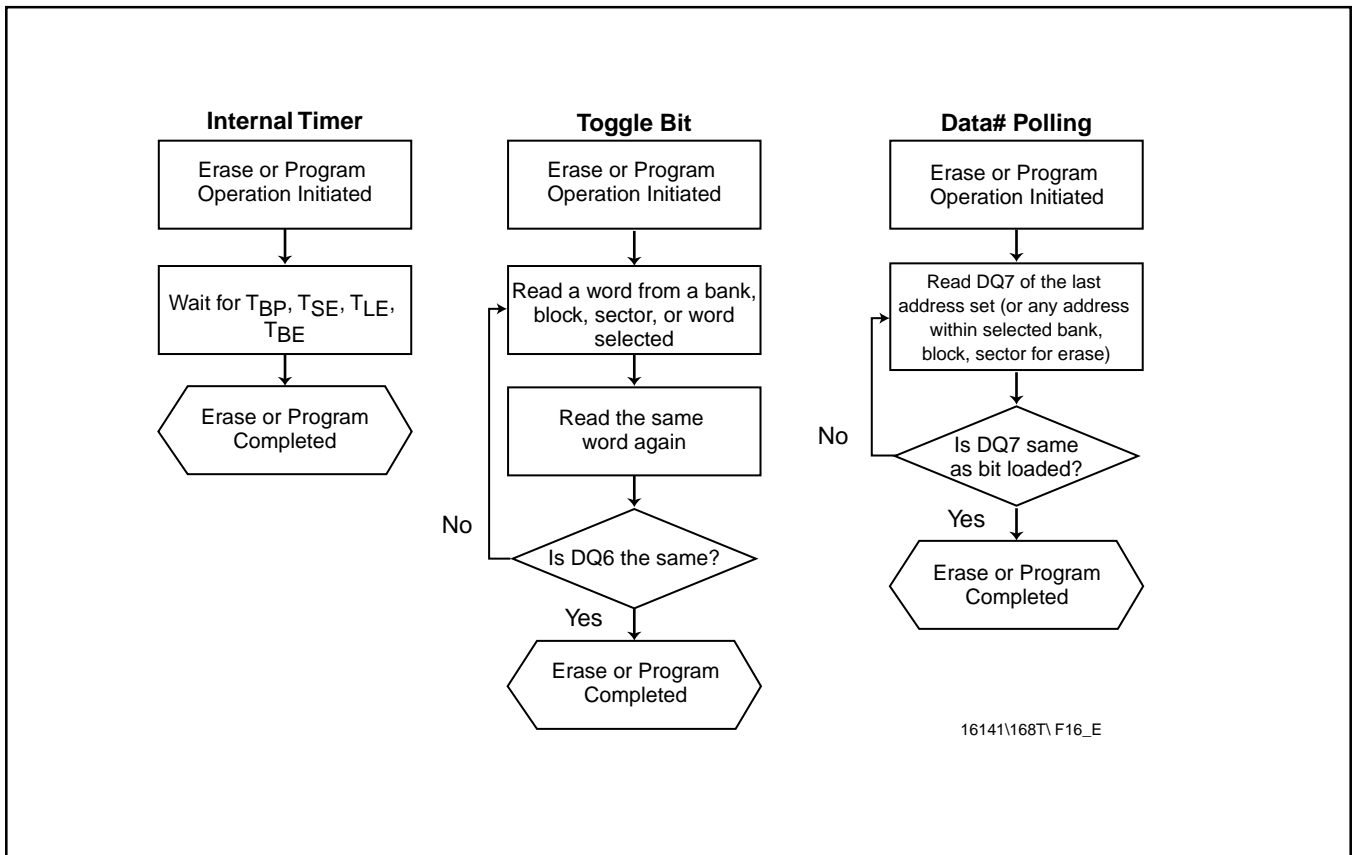 Internal Timer
Erase or Program
Operation Initiated
Wait for TBP, TSE, TLE,
TBE
Erase or Program
Completed
Toggle Bit
Erase or Program
Operation Initiated
Read a word from a bank,
block, sector, or word
selected
Read the same
word again
No
Is DQ6 the same?
Yes
Erase or Program
Completed
Data# Polling
Erase or Program
Operation Initiated
Read DQ7 of the last
address set (or any address
within selected bank,
block, sector for erase)
No
Is DQ7 same
as bit loaded?
Yes
Erase or Program
Completed
16141\168T\ F16_E